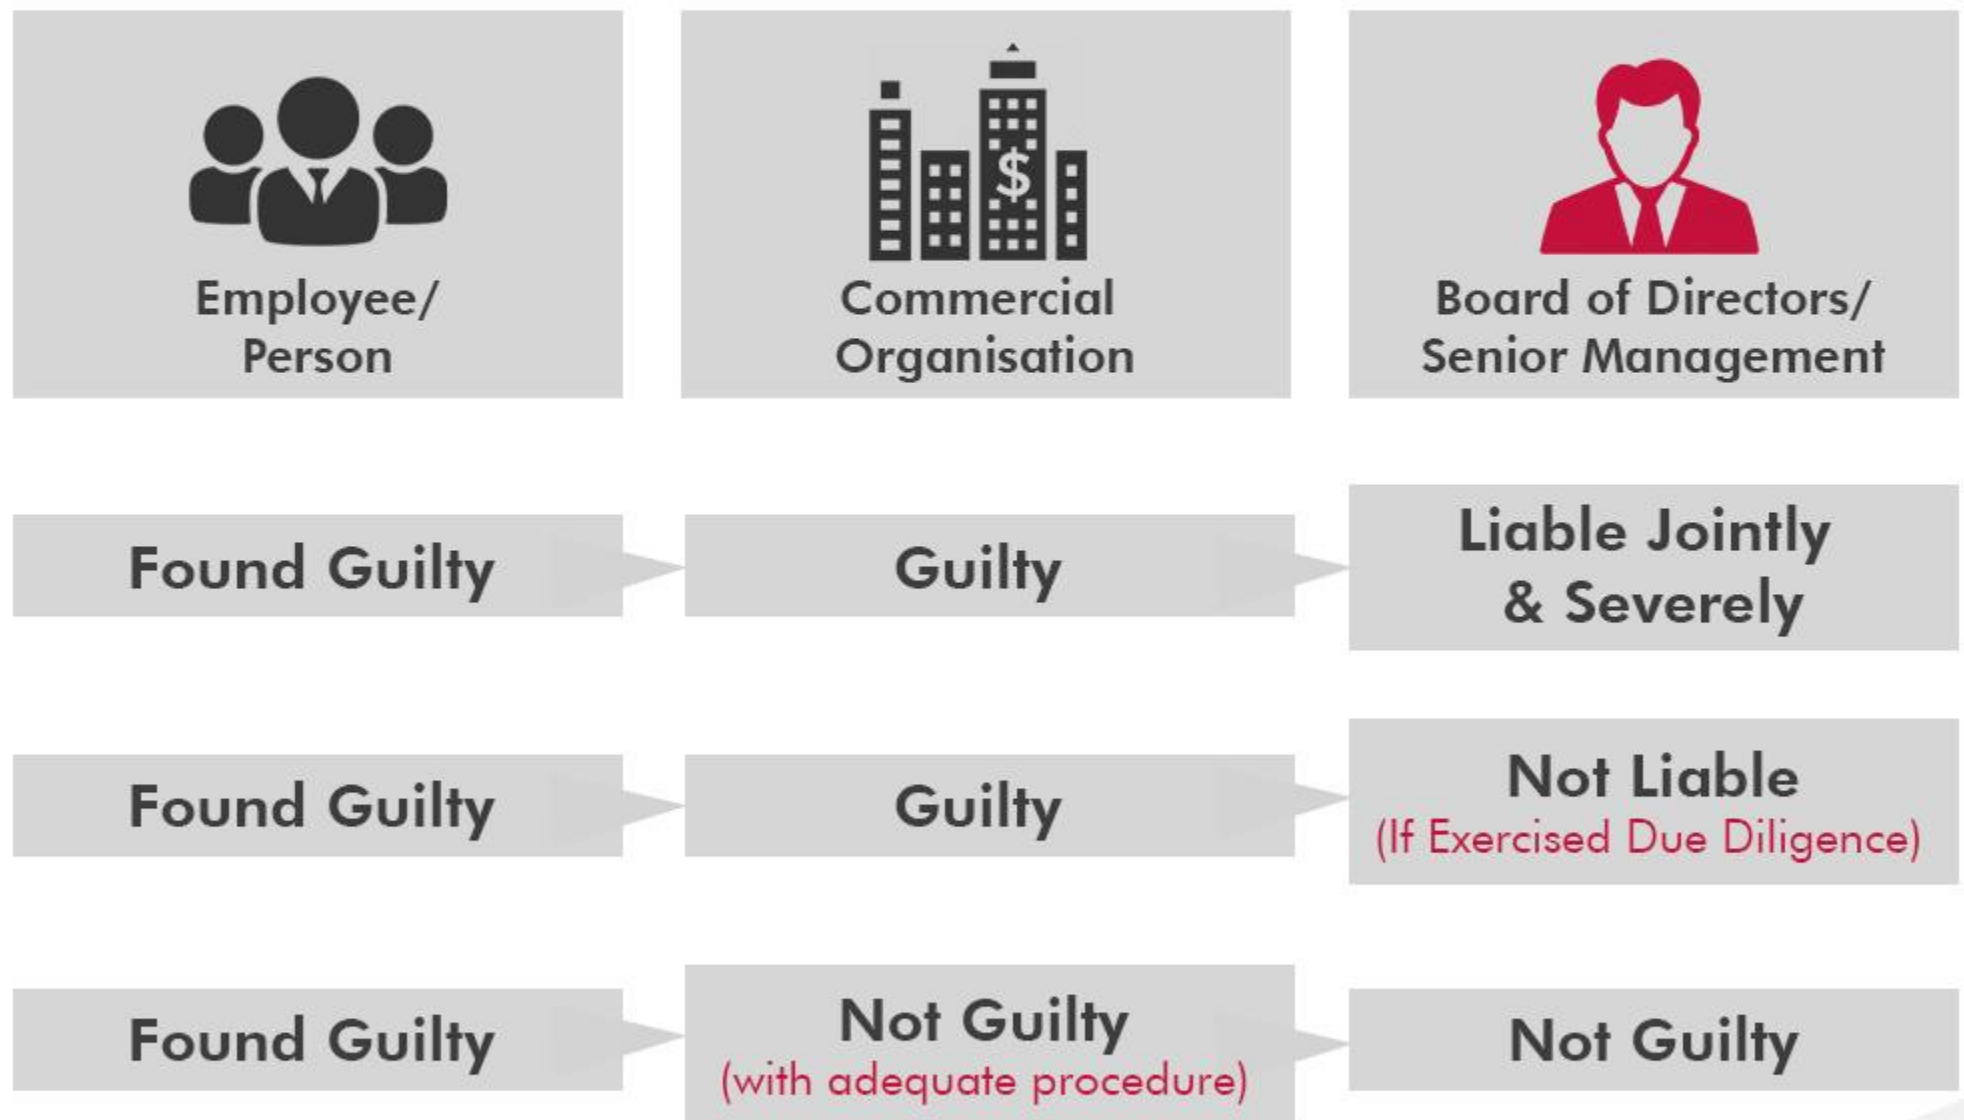 Employee/
Person
Commercial
Organisation
Board of Directors/
Senior Management
Found Guilty
Guilty
Liable Jointly
& Severely
Found Guilty
Guilty
Not Liable
(If Exercised Due Diligence)
Found Guilty
Not Guilty
(with adequate procedure)
Not Guilty